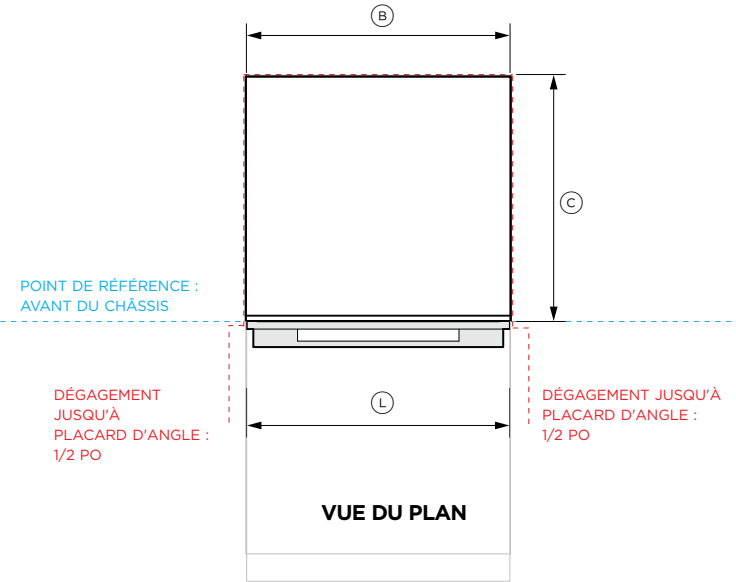 B
C
POINT DE RÉFÉRENCE :
AVANT DU CHÂSSIS
DÉGAGEMENT
JUSQU'À
PLACARD D'ANGLE :
1/2 PO
L
DÉGAGEMENT JUSQU'À
PLACARD D'ANGLE :
1/2 PO
VUE DU PLAN